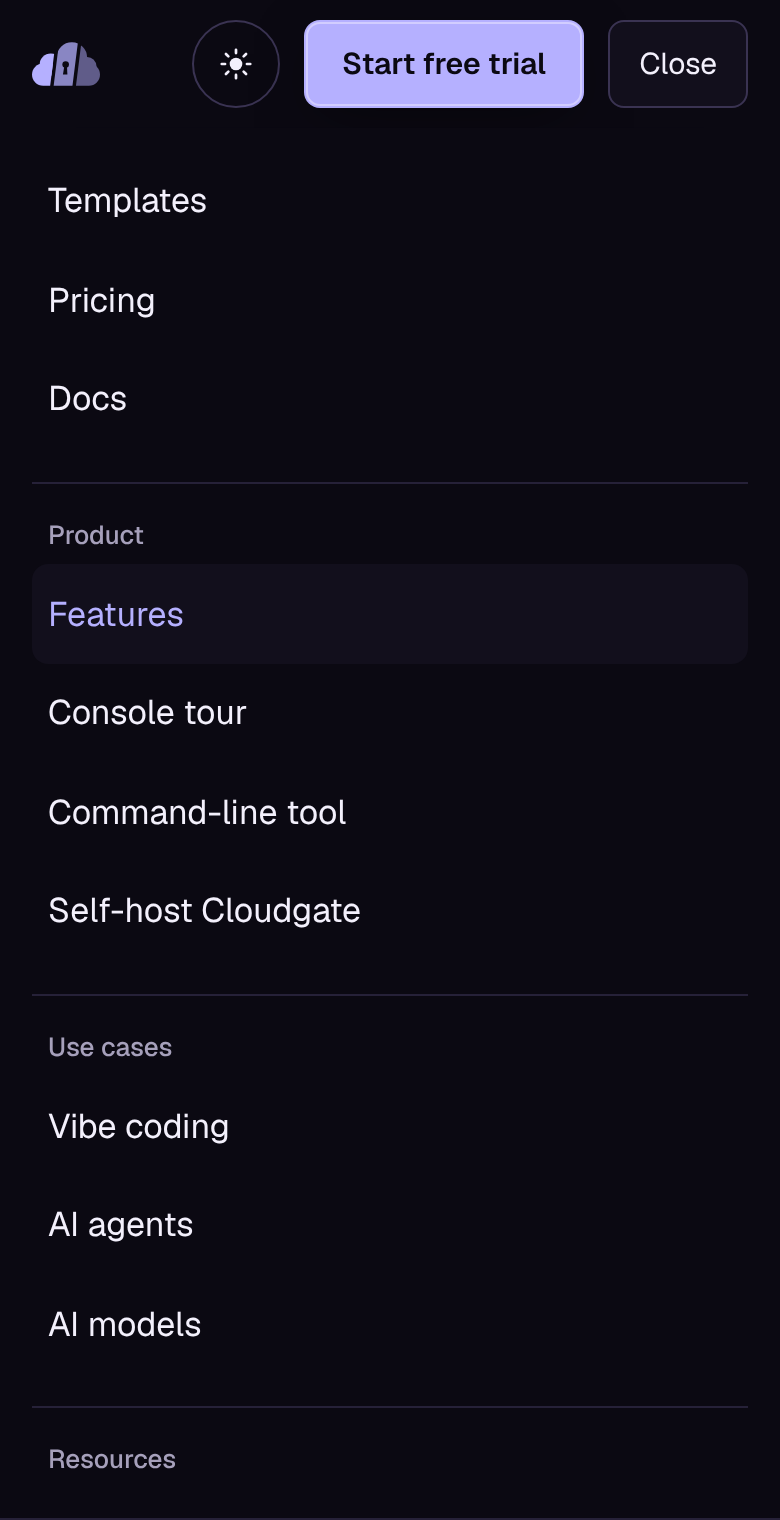 Start free trial
Close
Templates
Pricing
Docs
Product
Features
Console tour
Command-line tool
Self-host Cloudgate
Use cases
Vibe coding
AI agents
AI models
Resources